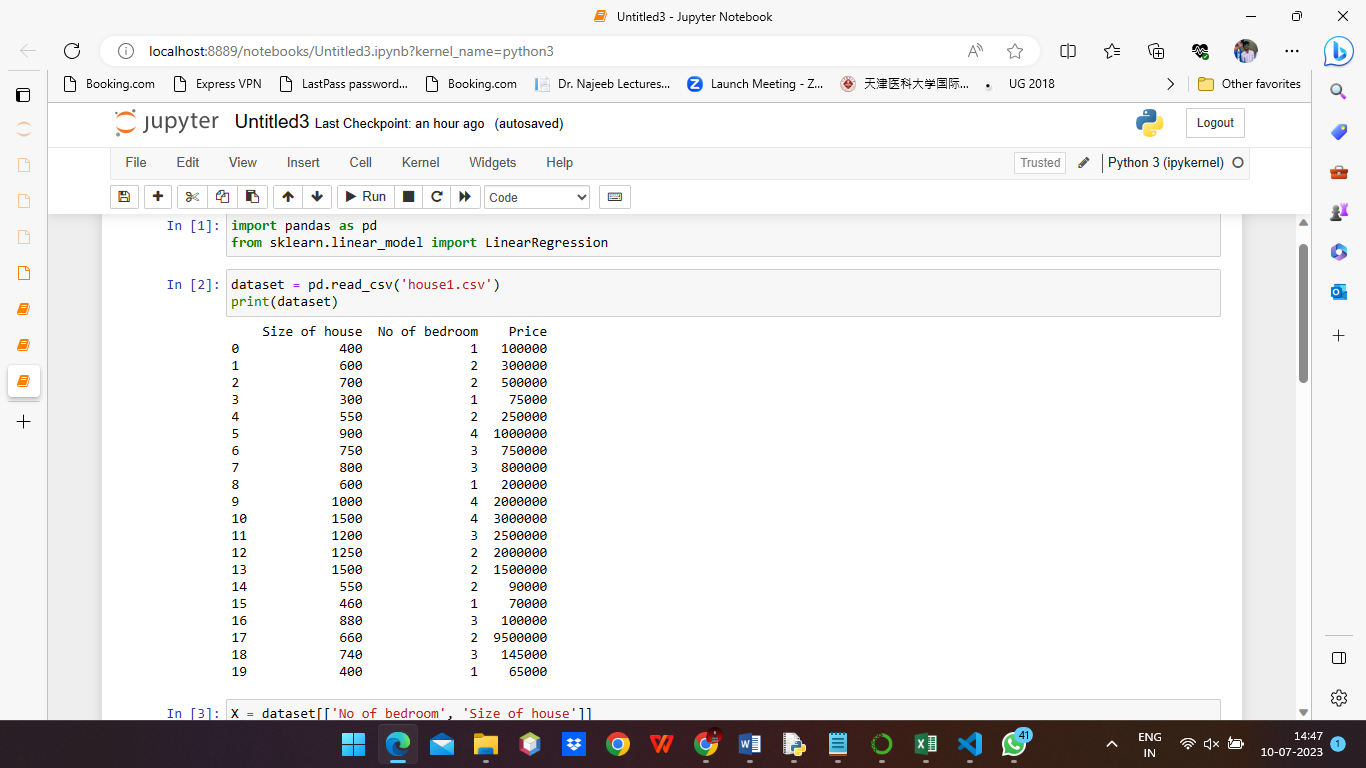 Untitled3 - Jupyter Notebook
localhost:8889/notebooks/Untitled3.ipynb?kernel_name=python3
Booking.com Express VPN LastPass password... Booking.com Dr. Najeeb Lectures... Launch Meeting - Z... 天津医科大学国际... UG 2018 Other favorites
jupyter Untitled3 Last Checkpoint: an hour ago (autosaved) Logout
File Edit View Insert Cell Kernel Widgets Help Trusted Python 3 (ipykernel)
Run Code
In [1]: import pandas as pd
from sklearn.linear_model import LinearRegression
In [2]: dataset = pd.read_csv('house1.csv')
print(dataset)
Size of house No of bedroom Price
0 400 1 100000
1 600 2 300000
2 700 2 500000
3 300 1 75000
4 550 2 250000
5 900 4 1000000
6 750 3 750000
7 800 3 800000
8 600 1 200000
9 1000 4 2000000
10 1500 4 3000000
11 1200 3 2500000
12 1250 2 2000000
13 1500 2 1500000
14 550 2 90000
15 460 1 70000
16 880 3 100000
17 660 2 9500000
18 740 3 145000
19 400 1 65000
In [3]: X = dataset[['No of bedroom', 'Size of house']]
41
ENG 14:47
IN 10-07-2023 1